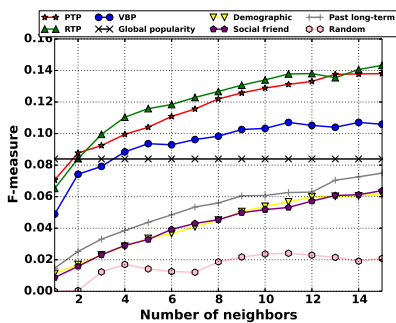 PTP VBP Demographic Past long-term
RTP Global popularity Social friend Random
0.16
0.14
0.12
0.10
0.08
0.06
0.04
0.02
0.00
F-measure
2 4 6 8 10 12 14
Number of neighbors